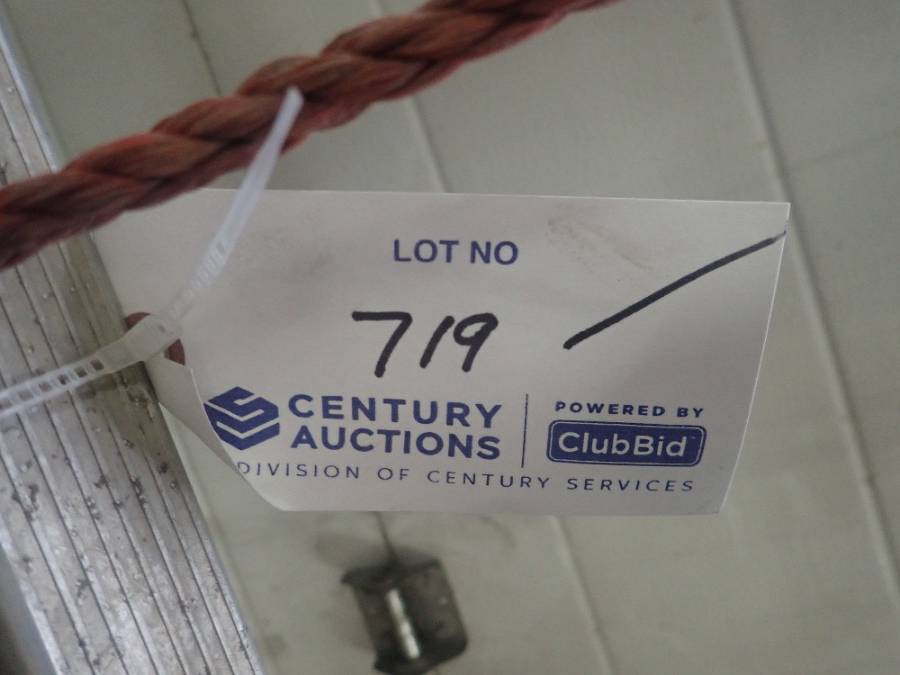 LOT NO
719
CENTURY
AUCTIONS
DIVISION OF CENTURY SERVICES
POWERED BY
ClubBid